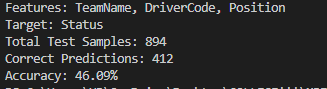 Features: TeamName, DriverCode, Position
Target: Status
Total Test Samples: 894
Correct Predictions: 412
Accuracy: 46.09%